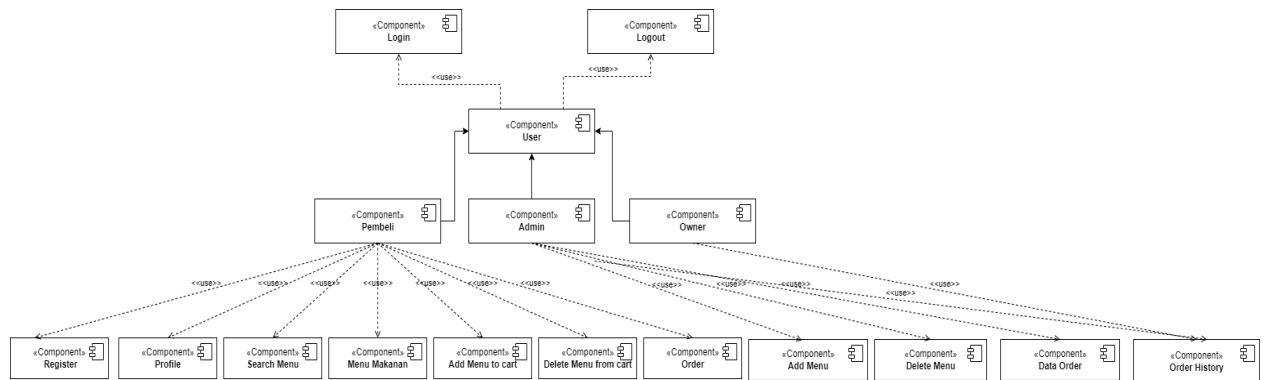 «Component»
Login
«Component»
Logout
<<use>>
<<use>>
«Component»
User
«Component»
Pembeli
«Component»
Admin
«Component»
Owner
<<use>>
<<use>>
<<use>>
<<use>>
<<use>>
<<use>>
<<use>>
<<use>>
<<use>>
<<use>>
<<use>>
«Component»
Register
«Component»
Profile
«Component»
Search Menu
«Component»
Menu Makanan
«Component»
Add Menu to cart
«Component»
Delete Menu from cart
«Component»
Order
«Component»
Add Menu
«Component»
Delete Menu
«Component»
Data Order
«Component»
Order History